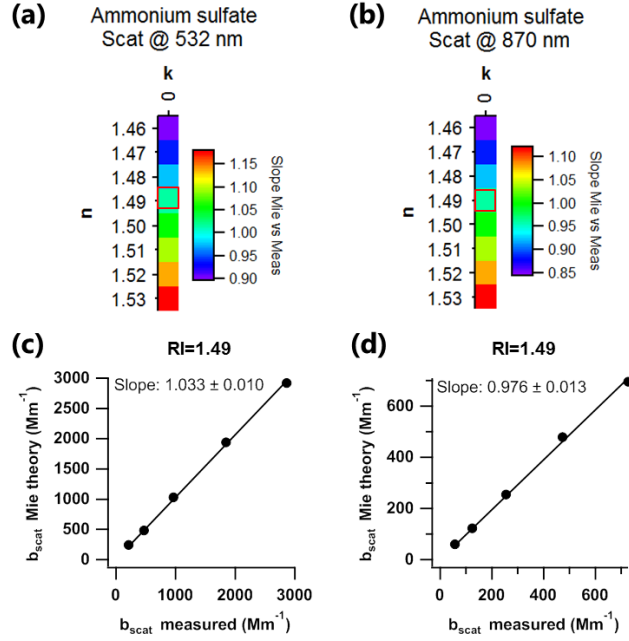 (a)
Ammonium sulfate
Scat @ 532 nm
k
0
n
1.46
1.47
1.48
1.49
1.50
1.51
1.52
1.53
1.15
1.10
1.05
1.00
0.95
0.90
Slope Mie vs Meas
(b)
Ammonium sulfate
Scat @ 870 nm
k
0
n
1.46
1.47
1.48
1.49
1.50
1.51
1.52
1.53
1.10
1.05
1.00
0.95
0.90
0.85
Slope Mie vs Meas
(c)
RI=1.49
Slope: 1.033 ± 0.010
b_scat Mie theory (Mm⁻¹)
3000
2500
2000
1500
1000
500
0
0 1000 2000 3000
b_scat measured (Mm⁻¹)
(d)
RI=1.49
Slope: 0.976 ± 0.013
b_scat Mie theory (Mm⁻¹)
600
400
200
0
0 200 400 600
b_scat measured (Mm⁻¹)